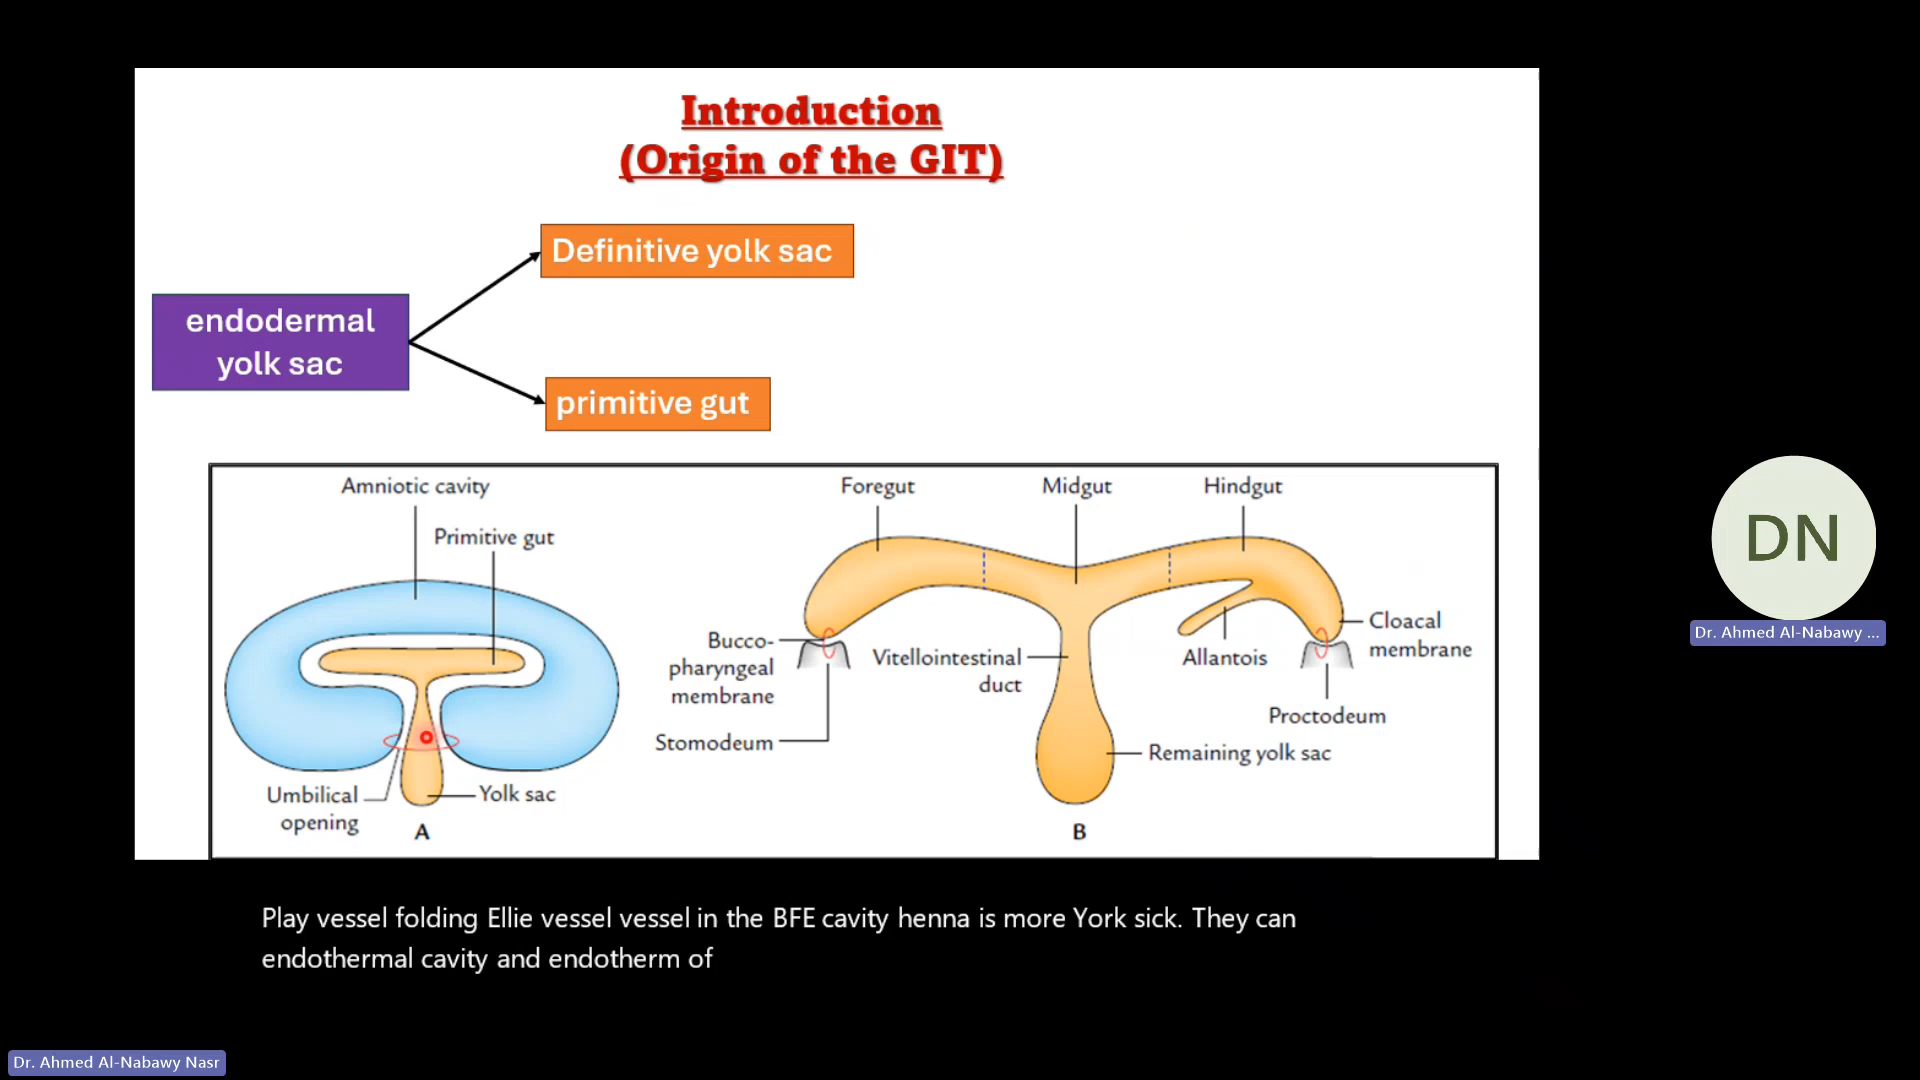 Introduction
(Origin of the GIT)
Definitive yolk sac
endodermal
yolk sac
primitive gut
Amniotic cavity
Primitive gut
Umbilical
opening
Yolk sac
A
Foregut
Midgut
Hindgut
Bucco-
pharyngeal
membrane
Stomodeum
Vitellointestinal
duct
Allantois
Cloacal
membrane
Proctodeum
Remaining yolk sac
B
DN
Dr. Ahmed Al-Nabawy ...
Play vessel folding Ellie vessel vessel in the BFE cavity henna is more York sick. They can
endothermal cavity and endotherm of
Dr. Ahmed Al-Nabawy Nasr